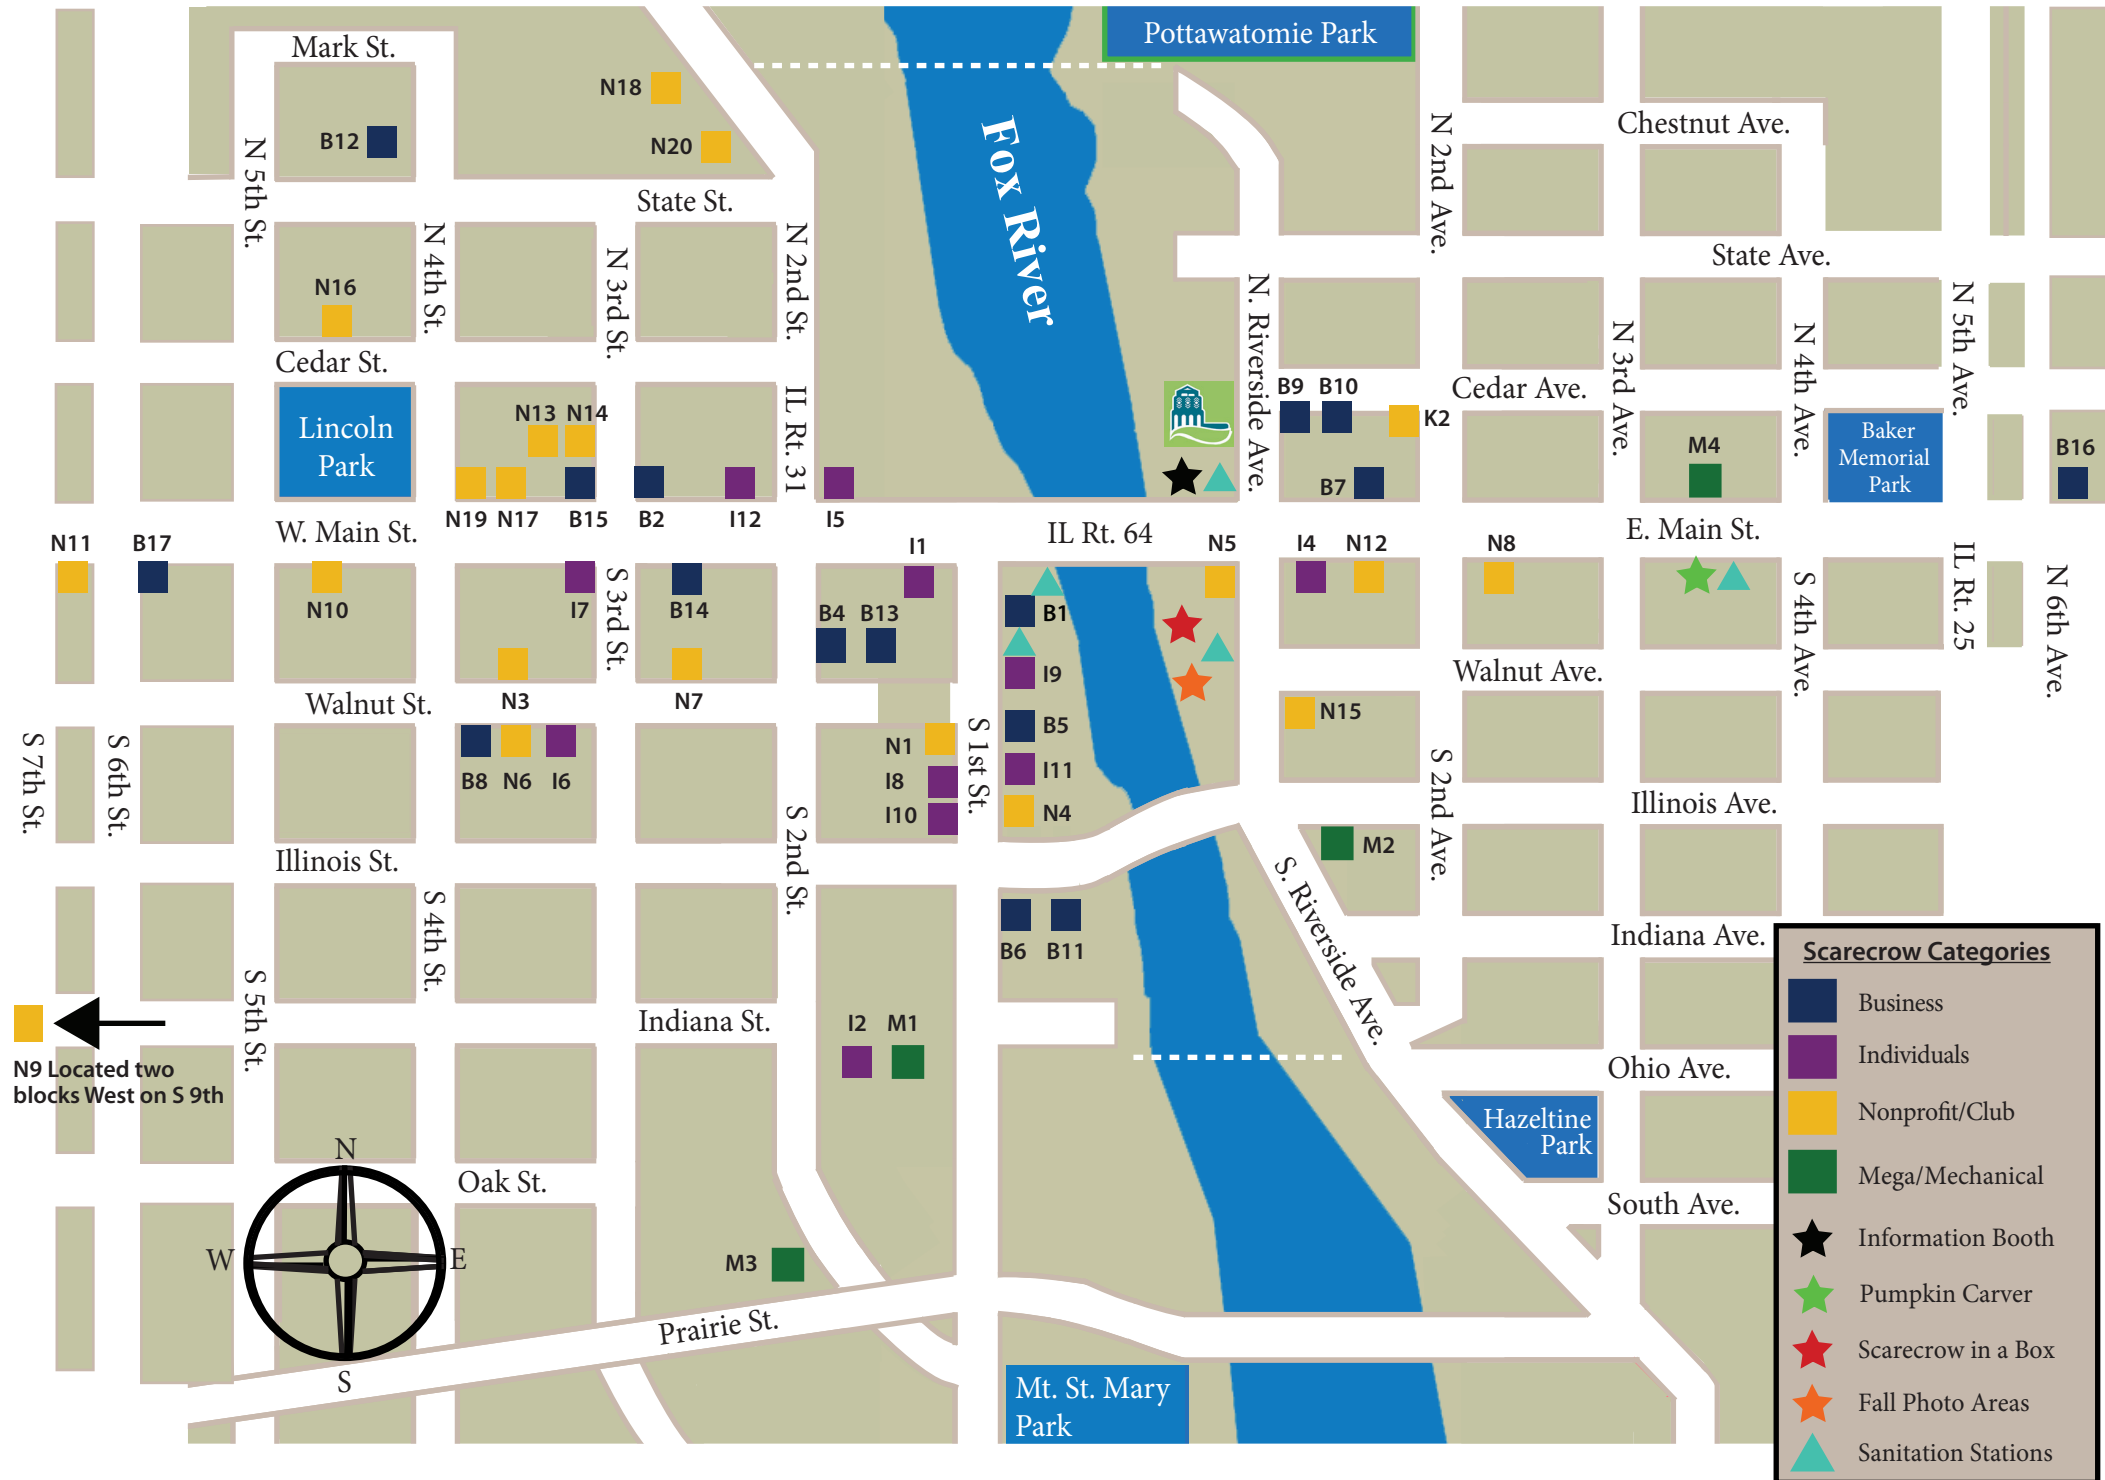 Mark St.
Pottawatomie Park
N18
B12
N20
Chestnut Ave.
N 5th St.
Fox River
N 2nd Ave.
State St.
State Ave.
N16
N 4th St.
N 3rd St.
N 2nd St.
N. Riverside Ave.
N 3rd Ave.
N 4th Ave.
N 5th Ave.
Cedar St.
Cedar Ave.
B9
B10
K2
IL Rt. 31
Lincoln
Park
N13
N14
Baker
Memorial
Park
M4
B16
B7
N19
N17
B15
B2
I12
I5
W. Main St.
IL Rt. 64
E. Main St.
N11
B17
I1
N5
I4
N12
N8
N10
I7
S 3rd St.
B14
B4
B13
B1
S 4th Ave.
IL Rt. 25
N 6th Ave.
I9
Walnut Ave.
Walnut St.
N3
N7
N15
S 7th St.
S 6th St.
B8
N6
I6
N1
I8
I10
S 1st St.
B5
I11
N4
S 2nd Ave.
Illinois Ave.
S 2nd St.
Illinois St.
M2
S. Riverside Ave.
S 4th St.
B6
B11
Indiana Ave.
S 5th St.
Indiana St.
I2
M1
N9 Located two
blocks West on S 9th
Ohio Ave.
Hazeltine
Park
N
W
E
S
Oak St.
South Ave.
M3
Prairie St.
Mt. St. Mary
Park
Scarecrow Categories
Business
Individuals
Nonprofit/Club
Mega/Mechanical
Information Booth
Pumpkin Carver
Scarecrow in a Box
Fall Photo Areas
Sanitation Stations